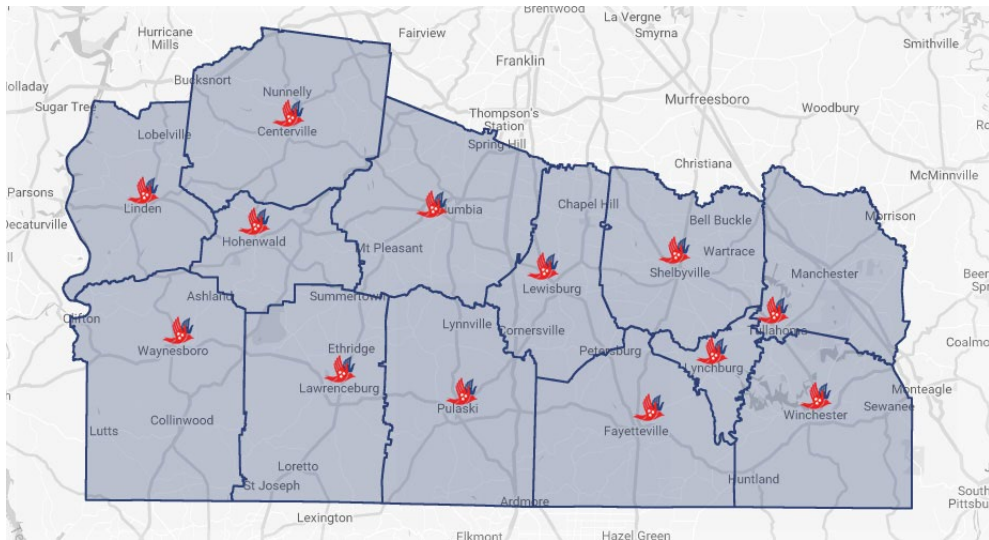 Brentwood
La Vergne
Smyrna
Hurricane
Mills
Fairview
Smithville
Franklin
Bucksnort
Nunnelly
Sugar Tree
Murfreesboro
Woodbury
Thompson's
Station
Centerville
Lobelville
Spring Hill
Christiana
McMinnville
Parsons
Linden
Chapel Hill
Morrison
Bell Buckle
Hohenwald
Mt Pleasant
Wartrace
Shelbyville
Manchester
Lewisburg
Ashland
Summertown
Clifton
Lynnville
Cornersville
Tullahoma
Waynesboro
Ethridge
Petersburg
Lynchburg
Lawrenceburg
Monteagle
Pulaski
Winchester
Sewanee
Collinwood
Lutts
Fayetteville
Loretto
St Joseph
Huntland
Ardmore
Lexington
Elkmont
Hazel Green